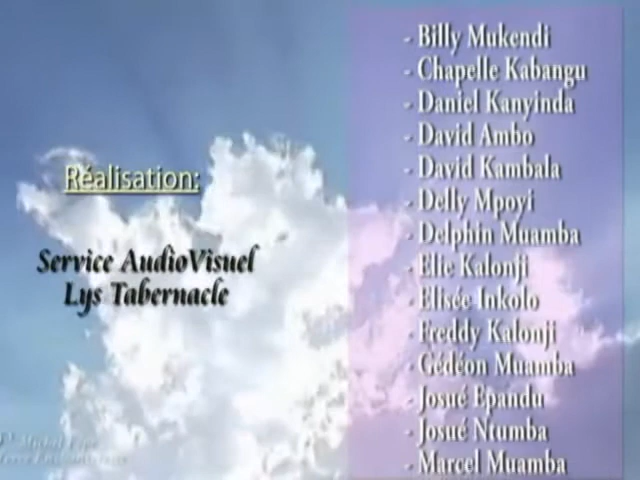 Réalisation:
Service AudioVisuel
Lys Tabernacle
- Billy Mukendi
- Chapelle Kabangu
- Daniel Kanyinda
- David Ambo
- David Kambala
- Delly Mpoyi
- Delphin Muamba
- Elie Kalonji
- Elisée Inkolo
- Freddy Kalonji
- Gédéon Muamba
- Josué Epandu
- Josué Ntumba
- Marcel Muamba
Michel